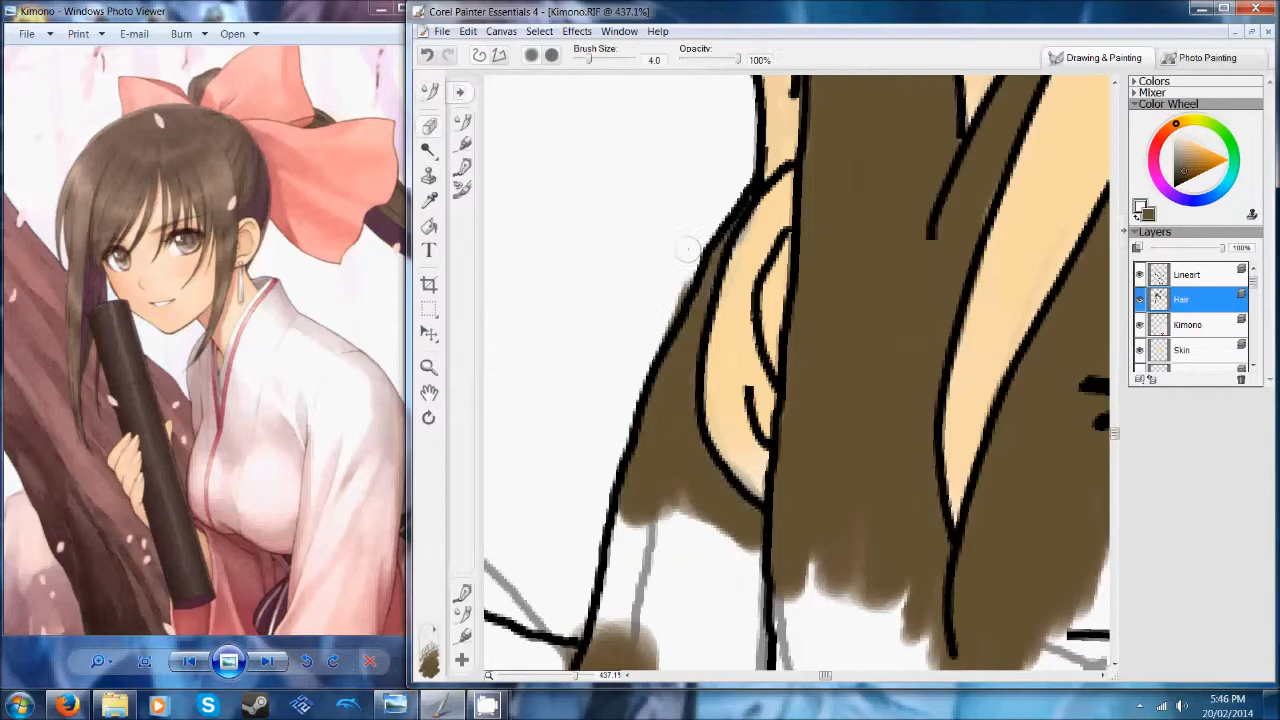 Kimono - Windows Photo Viewer
File Print E-mail Burn Open
Corel Painter Essentials 4 - [Kimono.RIF @ 437.1%]
File Edit Canvas Select Effects Window Help
Brush Size: 4.0 Opacity: 100%
Drawing & Painting Photo Painting
Colors
Mixer
Color Wheel
Layers
100%
Lineart
Hair
Kimono
Skin
T
437.1%
5:46 PM
20/02/2014